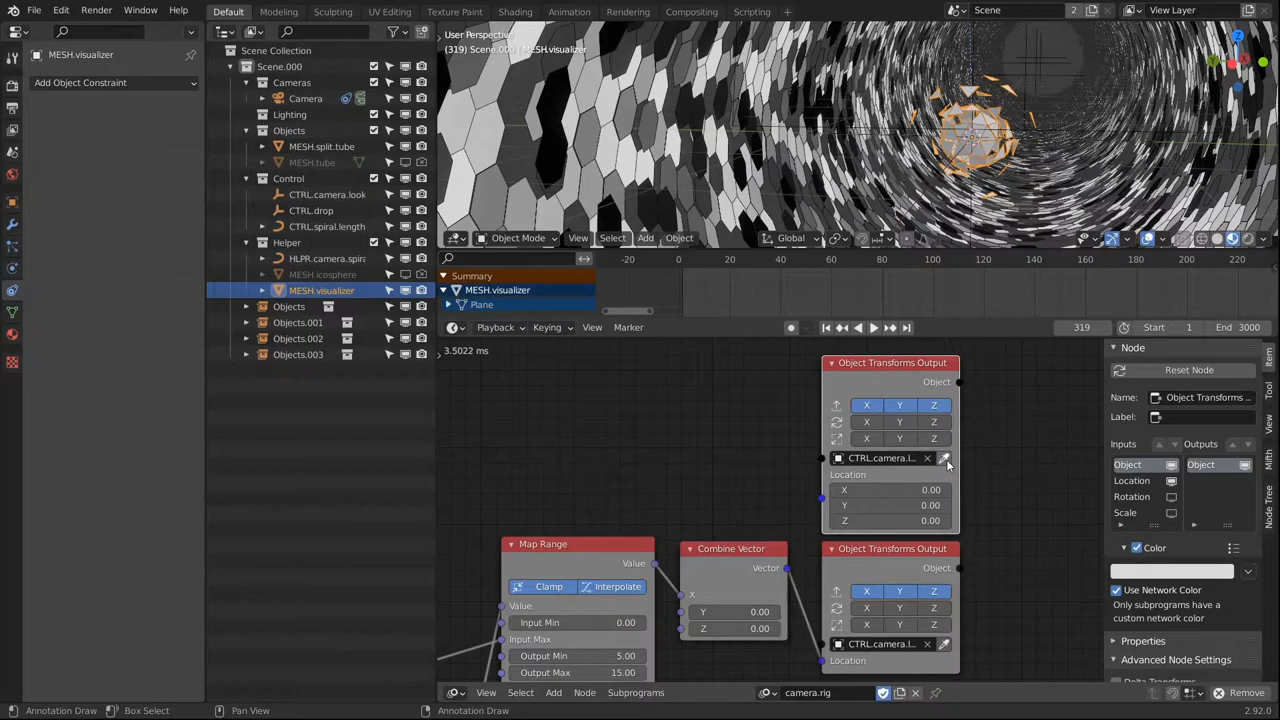 File Edit Render Window Help Default Modeling Sculpting UV Editing Texture Paint Shading Animation Rendering Compositing Scripting Scene 2 View Layer
MESH.visualizer
Add Object Constraint
Scene Collection
Scene.000
Cameras
Camera
Lighting
Objects
MESH.split.tube
MESH.tube
Control
CTRL.camera.look
CTRL.drop
CTRL.spiral.length
Helper
HLPR.camera.spira
MESH.icosphere
MESH.visualizer
Objects
Objects.001
Objects.002
Objects.003
User Perspective
(319) Scene.000 | MESH.visualizer
Z
Object Mode View Select Add Object Global
-20 0 20 40 60 80 100 120 140 160 180 200 220
Summary
MESH.visualizer
Plane
Playback Keying View Marker 319 Start 1 End 3000
3.5022 ms
Object Transforms Output
Object
X Y Z
X Y Z
X Y Z
CTRL.camera.l...
Location
X 0.00
Y 0.00
Z 0.00
Map Range
Value
Clamp Interpolate
Value
Input Min 0.00
Input Max
Output Min 5.00
Output Max 15.00
Combine Vector
Vector
X
Y 0.00
Z 0.00
Object Transforms Output
Object
X Y Z
X Y Z
X Y Z
CTRL.camera.l...
Location
Node
Reset Node
Name: Object Transforms ...
Label:
Inputs Outputs
Object Object
Location
Rotation
Scale
Color
Use Network Color
Only subprograms have a
custom network color
Properties
Advanced Node Settings
Delta Transforms
Item
Tool
View
Node Tree
View Select Add Node Subprograms camera.rig Remove
Annotation Draw Box Select Pan View Annotation Draw 2.92.0